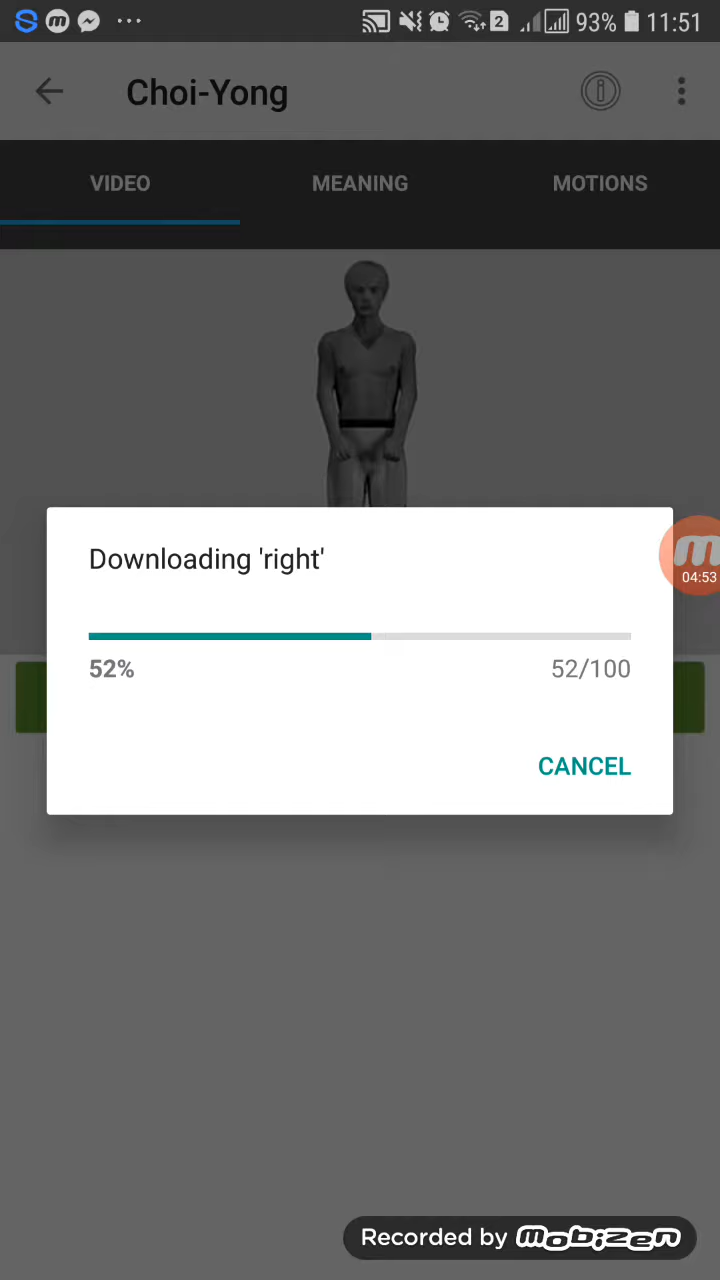 2 93% 11:51
Choi-Yong
VIDEO MEANING MOTIONS
Downloading 'right'
04:53
52% 52/100
CANCEL
Recorded by mobizen